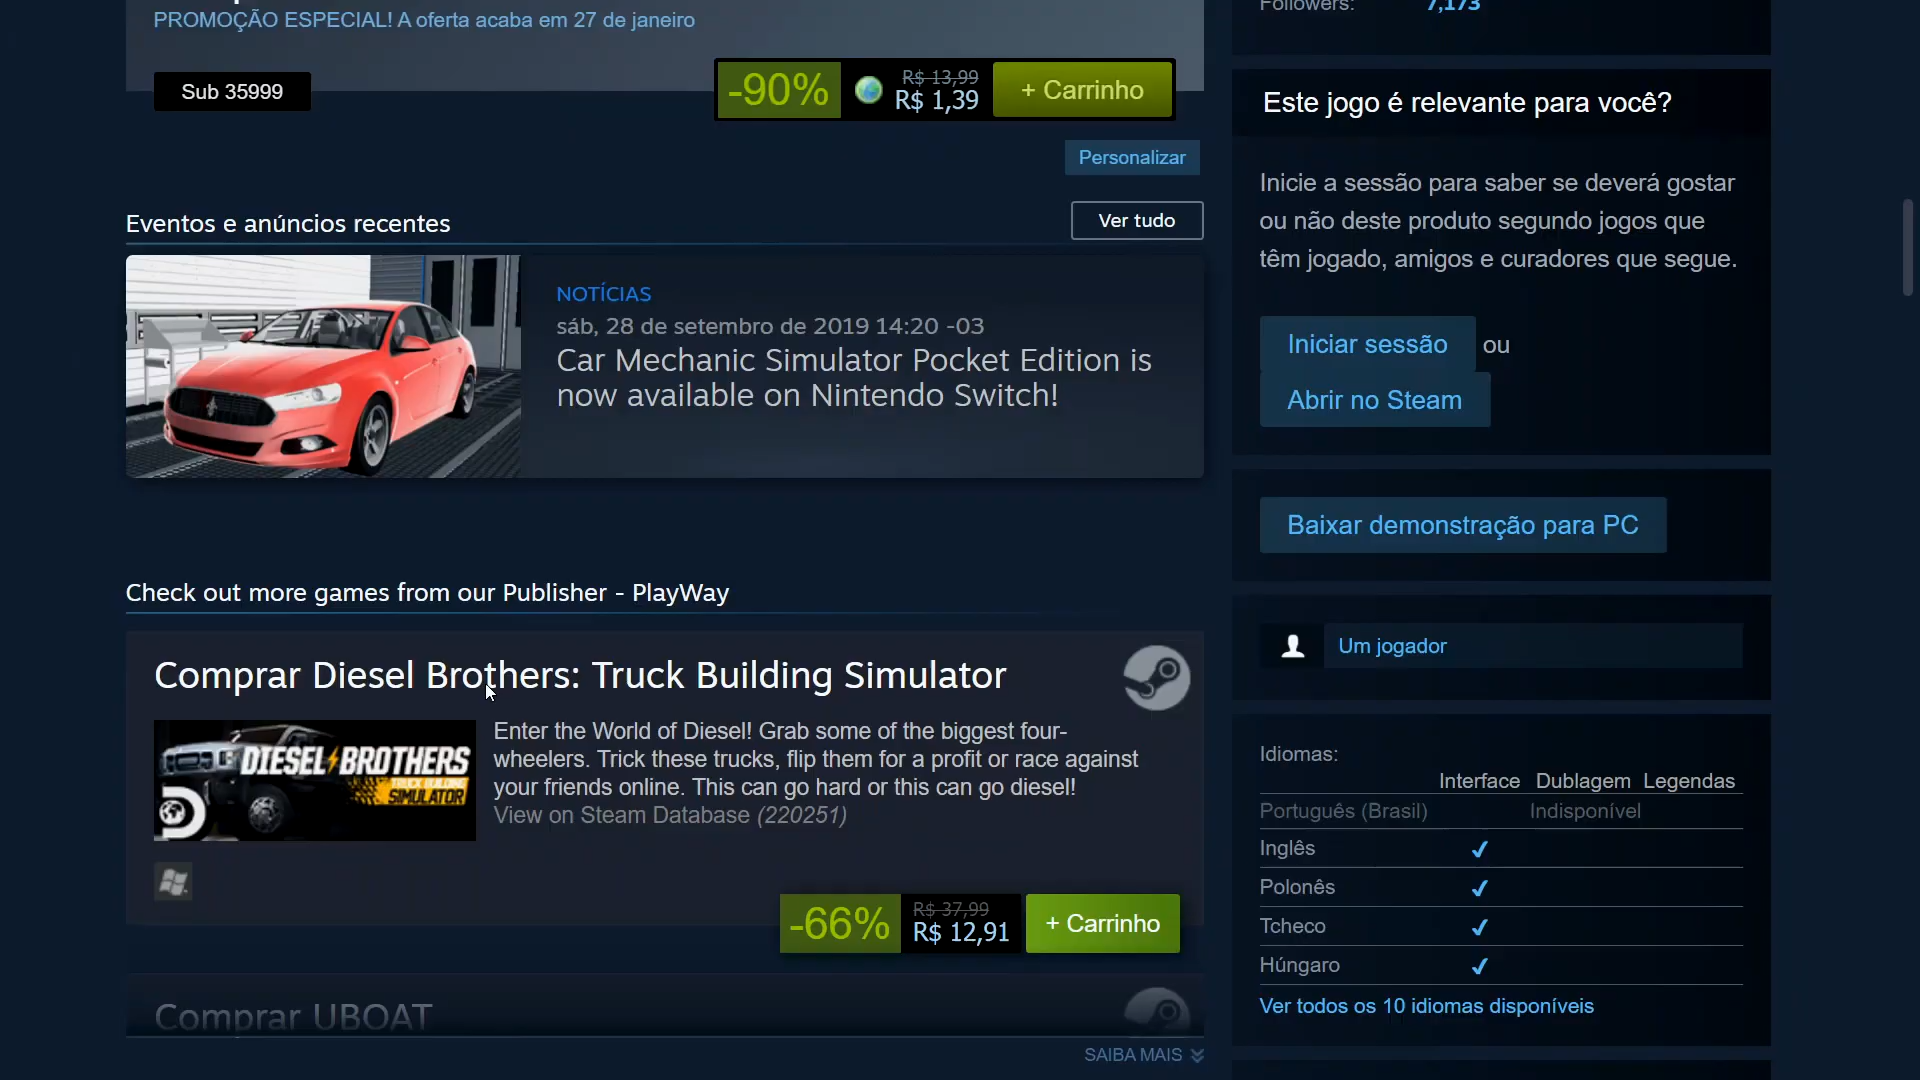 PROMOÇÃO ESPECIAL! A oferta acaba em 27 de janeiro
Sub 35999
-90%
R$ 13,99
R$ 1,39
+ Carrinho
Personalizar
Eventos e anúncios recentes
Ver tudo
NOTÍCIAS
sáb, 28 de setembro de 2019 14:20 -03
Car Mechanic Simulator Pocket Edition is
now available on Nintendo Switch!
Check out more games from our Publisher - PlayWay
Comprar Diesel Brothers: Truck Building Simulator
DIESEL BROTHERS
TRUCK BUILDING
SIMULATOR
Enter the World of Diesel! Grab some of the biggest four-
wheelers. Trick these trucks, flip them for a profit or race against
your friends online. This can go hard or this can go diesel!
View on Steam Database (220251)
-66%
R$ 37,99
R$ 12,91
+ Carrinho
Comprar UBOAT
SAIBA MAIS
Followers: 7,173
Este jogo é relevante para você?
Inicie a sessão para saber se deverá gostar
ou não deste produto segundo jogos que
têm jogado, amigos e curadores que segue.
Iniciar sessão ou
Abrir no Steam
Baixar demonstração para PC
Um jogador
Idiomas:
Interface Dublagem Legendas
Português (Brasil) Indisponível
Inglês ✔
Polonês ✔
Tcheco ✔
Húngaro ✔
Ver todos os 10 idiomas disponíveis